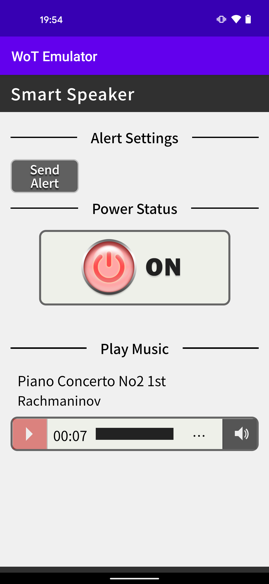 19:54
WoT Emulator
Smart Speaker
Alert Settings
Send
Alert
Power Status
ON
Play Music
Piano Concerto No2 1st
Rachmaninov
00:07 ...